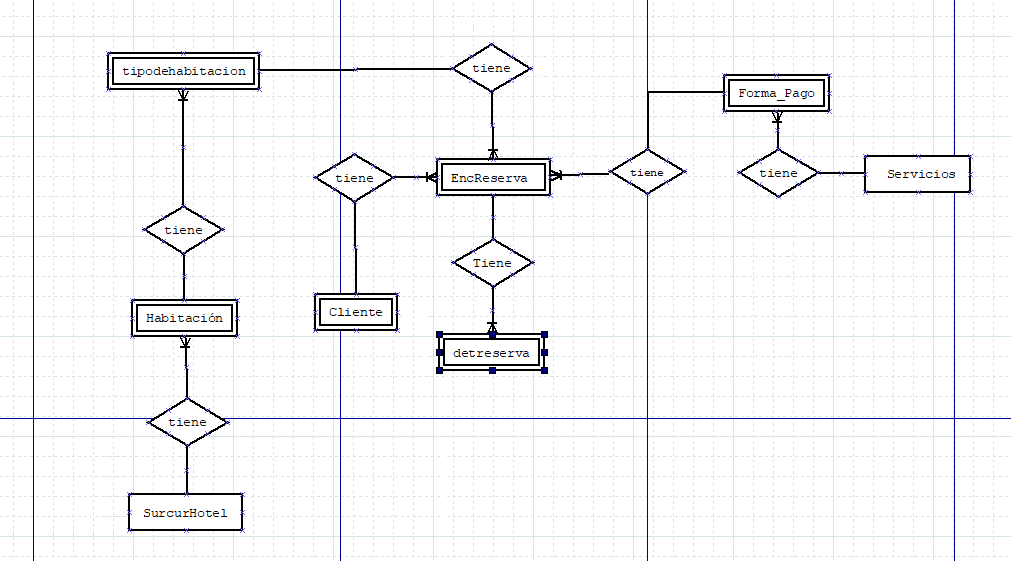 tipodehabitacion
tiene
Forma_Pago
tiene
EncReserva
tiene
tiene
Servicios
tiene
Tiene
Habitación
Cliente
detreserva
tiene
SurcurHotel